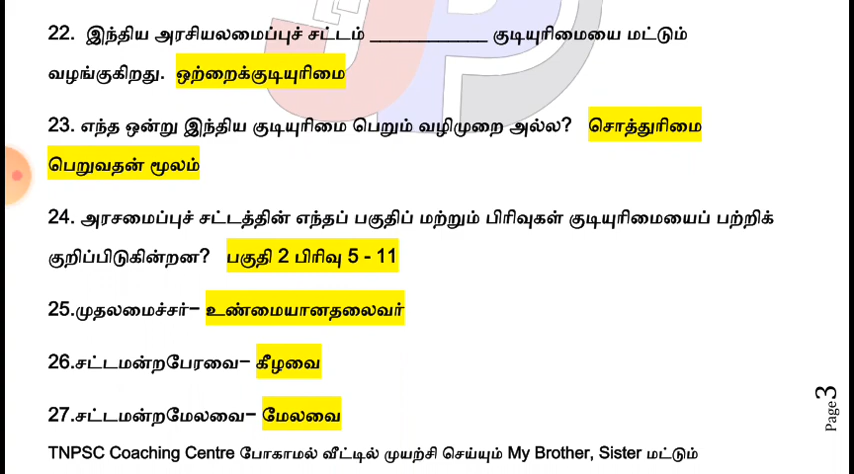 22. இந்திய அரசியலமைப்புச் சட்டம் ____________ குடியுரிமையை மட்டும்
வழங்குகிறது. ஒற்றைக்குடியுரிமை
23. எந்த ஒன்று இந்திய குடியுரிமை பெறும் வழிமுறை அல்ல? சொத்துரிமை
பெறுவதன் மூலம்
24. அரசமைப்புச் சட்டத்தின் எந்தப் பகுதிப் மற்றும் பிரிவுகள் குடியுரிமையைப் பற்றிக்
குறிப்பிடுகின்றன? பகுதி 2 பிரிவு 5 - 11
25.முதலமைச்சர்– உண்மையானதலைவர்
26.சட்டமன்றபேரவை– கீழவை
27.சட்டமன்றமேலவை– மேலவை
Page3
TNPSC Coaching Centre போகாமல் வீட்டில் முயற்சி செய்யும் My Brother, Sister மட்டும்